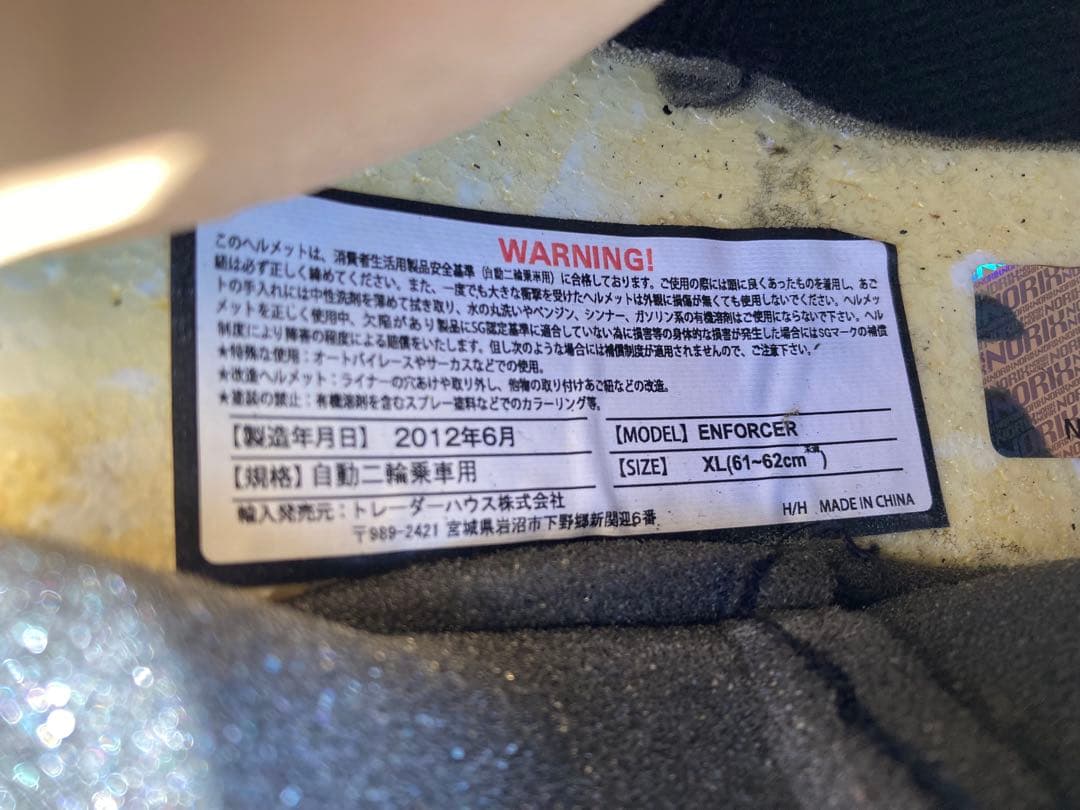 WARNING!
このヘルメットは、消費者生活用製品安全基準（自動二輪乗車用）に合格しております。ご使用の際には頭に良くあったものを着用し、あご
紐は必ず正しく締めてください。また、一度でも大きな衝撃を受けたヘルメットは外観に損傷が無くても使用しないでください。ヘルメッ
トの手入れには中性洗剤を薄めて拭き取り、水の丸洗いやベンジン、シンナー、ガソリン系の有機溶剤はご使用にならないで下さい。ヘル
メットを正しく使用中、欠陥があり製品にSG認定基準に適合していない為に損害等の身体的な損害が発生した場合にはSGマークの補償
制度により障害の程度による賠償をいたします。但し次のような場合には補償制度が適用されませんので、ご注意下さい。
★特殊な使用：オートバイレースやサーカスなどでの使用。
★改造ヘルメット：ライナーの穴あけや取り外し、他物の取り付けあご紐などの改造。
★塗装の禁止：有機溶剤を含むスプレー塗料などでのカラーリング等。
【製造年月日】 2012年6月
【MODEL】ENFORCER
【規格】自動二輪乗車用
【SIZE】 XL(61~62cm未満)
輸入発売元：トレーダーハウス株式会社
〒989-2421 宮城県岩沼市下野郷新関迎6番
H/H MADE IN CHINA
NORIX
NORIX
NORIX